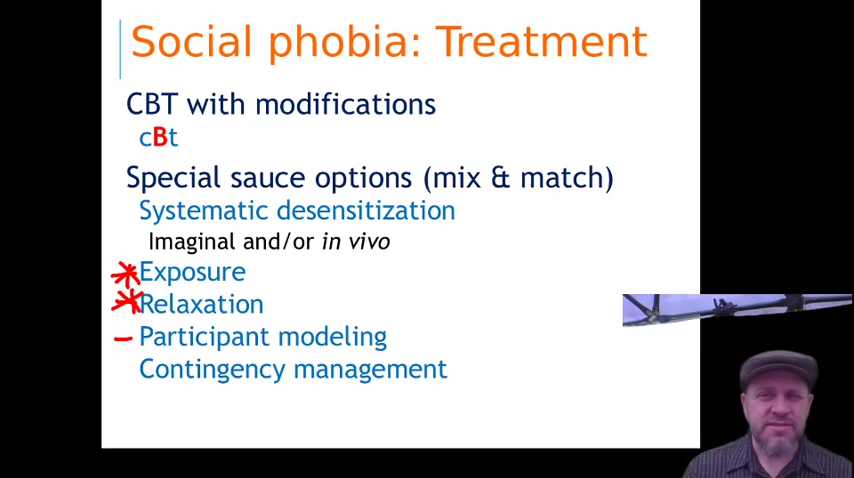 Social phobia: Treatment
CBT with modifications
cBt
Special sauce options (mix & match)
Systematic desensitization
Imaginal and/or in vivo
Exposure
Relaxation
Participant modeling
Contingency management